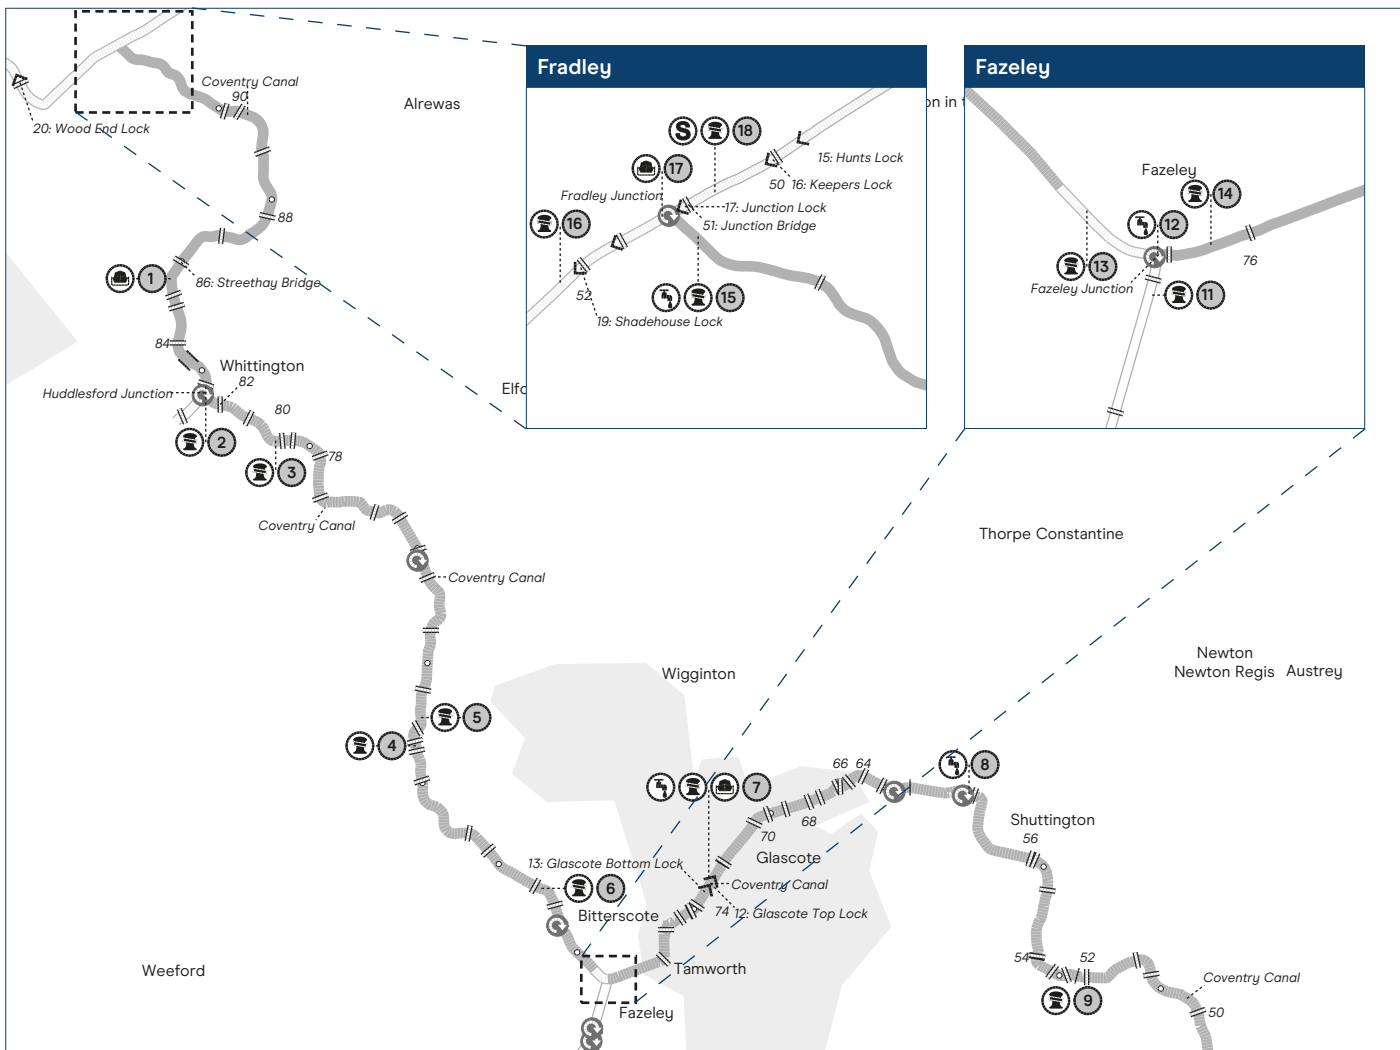 Fradley
Fazeley
Coventry Canal
90
Alrewas
20: Wood End Lock
on in t
S
18
15: Hunts Lock
17
50
16: Keepers Lock
Fradley Junction
17: Junction Lock
51: Junction Bridge
16
52
15
19: Shadehouse Lock
Fazeley
14
12
76
13
Fazeley Junction
11
88
1
86: Streethay Bridge
84
Whittington
82
Huddlesford Junction
Elfo
80
2
78
3
Coventry Canal
Thorpe Constantine
Coventry Canal
Newton
Newton Regis
Austrey
Wigginton
5
4
66
64
8
7
68
70
Shuttington
56
Glascote
13: Glascote Bottom Lock
Coventry Canal
6
74
12: Glascote Top Lock
Bitterscote
54
52
Weeford
Tamworth
Coventry Canal
9
50
Fazeley